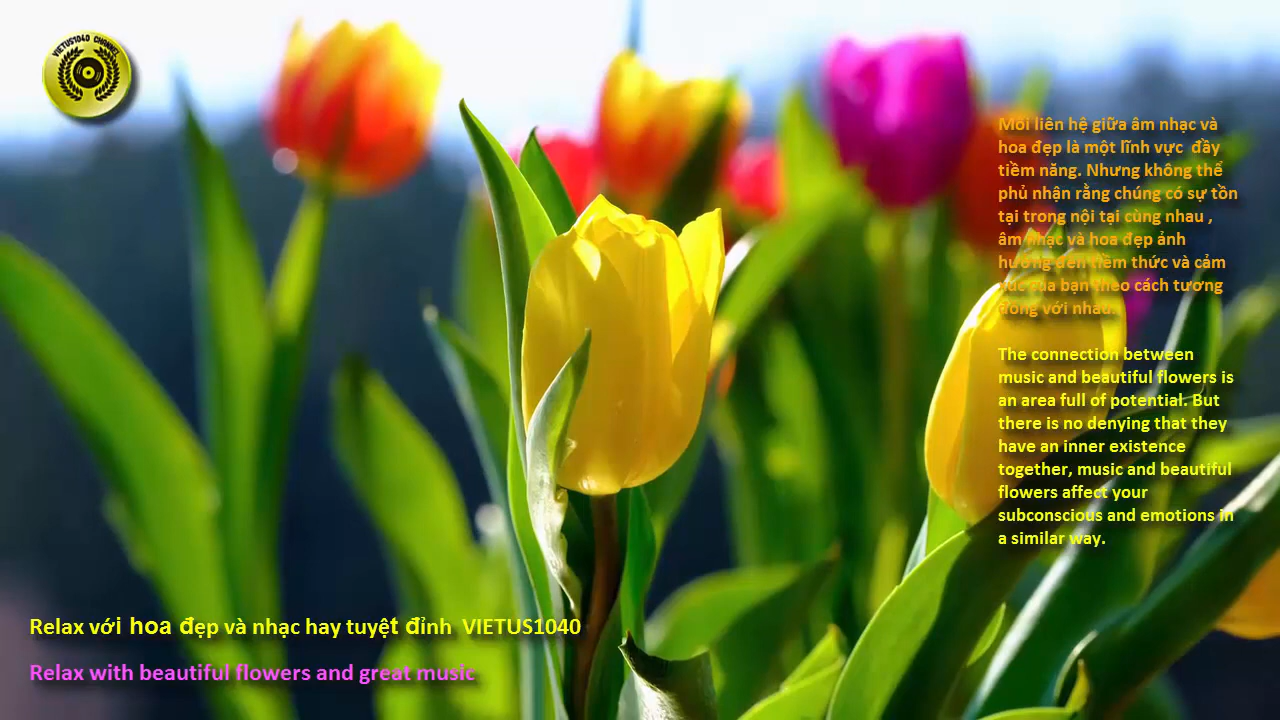 VIETUS1040 CHANNEL
Mối liên hệ giữa âm nhạc và
hoa đẹp là một lĩnh vực đầy
tiềm năng. Nhưng không thể
phủ nhận rằng chúng có sự tồn
tại trong nội tại cùng nhau ,
âm nhạc và hoa đẹp ảnh
hưởng đến tiềm thức và cảm
xúc của bạn theo cách tương
đồng với nhau.
The connection between
music and beautiful flowers is
an area full of potential. But
there is no denying that they
have an inner existence
together, music and beautiful
flowers affect your
subconscious and emotions in
a similar way.
Relax với hoa đẹp và nhạc hay tuyệt đỉnh VIETUS1040
Relax with beautiful flowers and great music